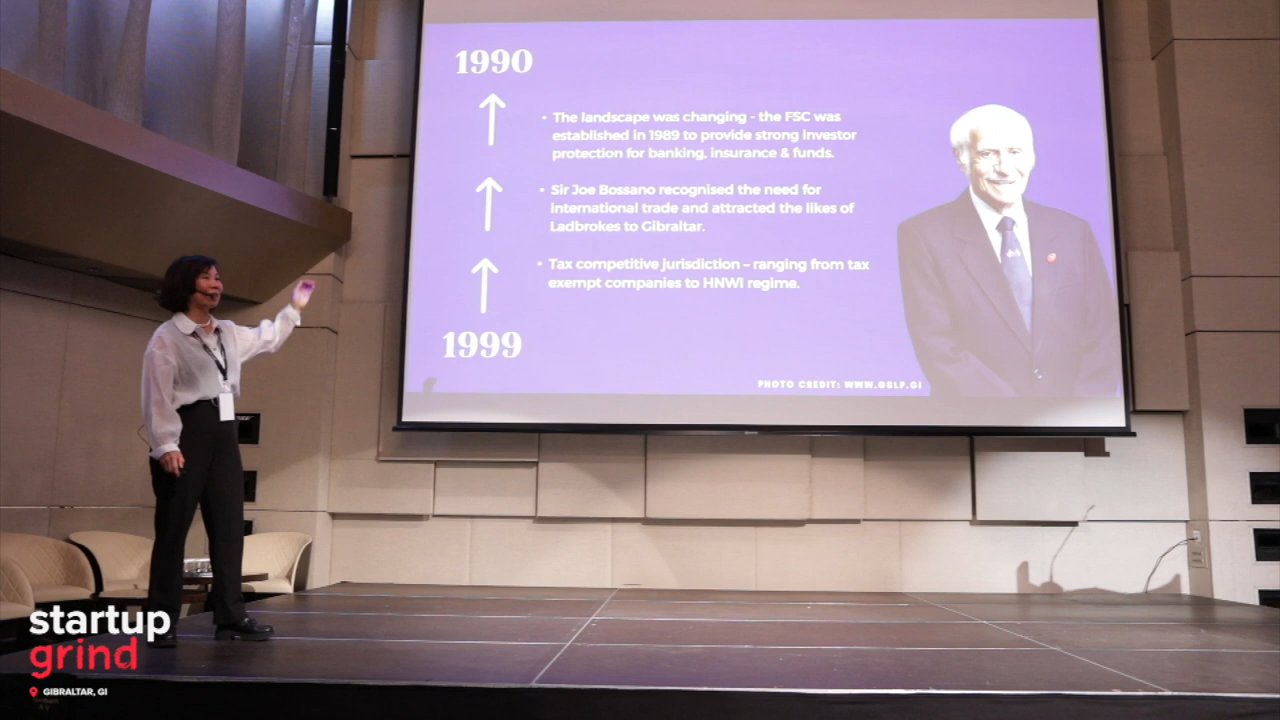 1990
• The landscape was changing - the FSC was
established in 1989 to provide strong investor
protection for banking, insurance & funds.
• Sir Joe Bossano recognised the need for
international trade and attracted the likes of
Ladbrokes to Gibraltar.
• Tax competitive jurisdiction – ranging from tax
exempt companies to HNWI regime.
1999
PHOTO CREDIT: WWW.GSLP.GI
startup
grind
GIBRALTAR, GI